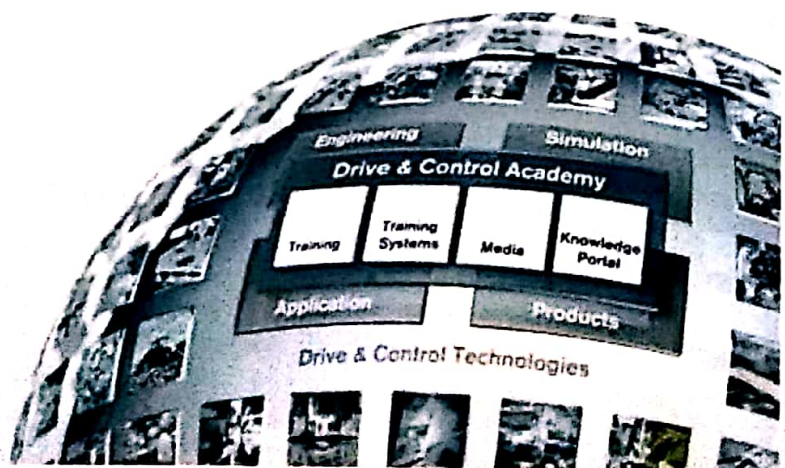 Engineering
Simulation
Drive & Control Academy
Training
Training
Systems
Media
Knowledge
Portal
Application
Products
Drive & Control Technologies